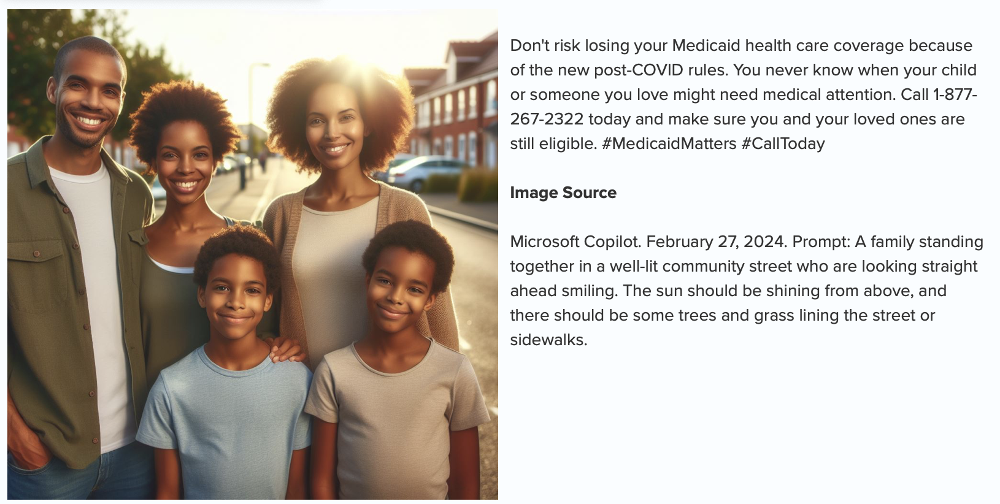 Don't risk losing your Medicaid health care coverage because
of the new post-COVID rules. You never know when your child
or someone you love might need medical attention. Call 1-877-
267-2322 today and make sure you and your loved ones are
still eligible. #MedicaidMatters #CallToday
Image Source
Microsoft Copilot. February 27, 2024. Prompt: A family standing
together in a well-lit community street who are looking straight
ahead smiling. The sun should be shining from above, and
there should be some trees and grass lining the street or
sidewalks.